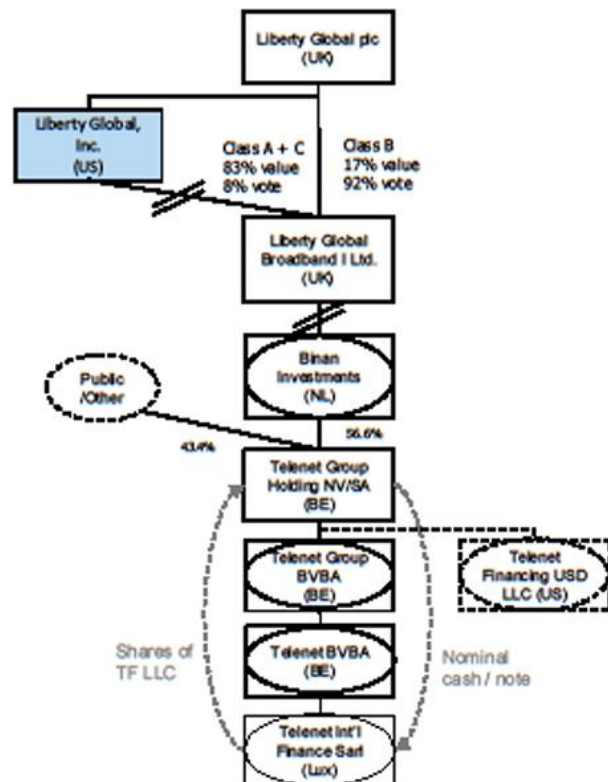 Liberty Global plc
(UK)
Liberty Global,
Inc.
(US)
Class A + C
83% value
8% vote
Class B
17% value
92% vote
Liberty Global
Broadband I Ltd.
(UK)
Binan
Investments
(NL)
Public
/Other
43.4%
56.6%
Telenet Group
Holding NV/SA
(BE)
Telenet Group
BVBA
(BE)
Telenet
Financing USD
LLC (US)
Shares of
TF LLC
Telenet BVBA
(BE)
Nominal
cash / note
Telenet Int'l
Finance Sarl
(Lux)